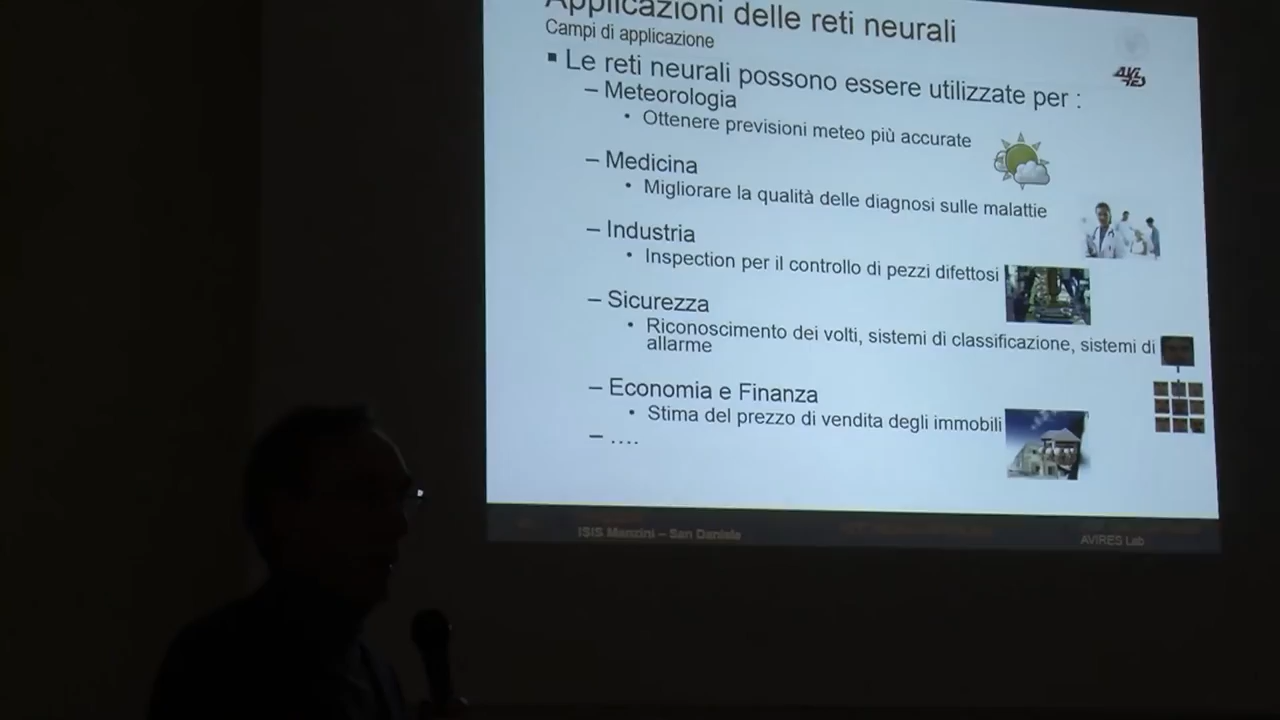 Applicazioni delle reti neurali
Campi di applicazione
▪ Le reti neurali possono essere utilizzate per :
– Meteorologia
• Ottenere previsioni meteo più accurate
– Medicina
• Migliorare la qualità delle diagnosi sulle malattie
– Industria
• Inspection per il controllo di pezzi difettosi
– Sicurezza
• Riconoscimento dei volti, sistemi di classificazione, sistemi di
allarme
– Economia e Finanza
• Stima del prezzo di vendita degli immobili
– ....
ISIS Manzini – San Daniele
AVIRES Lab